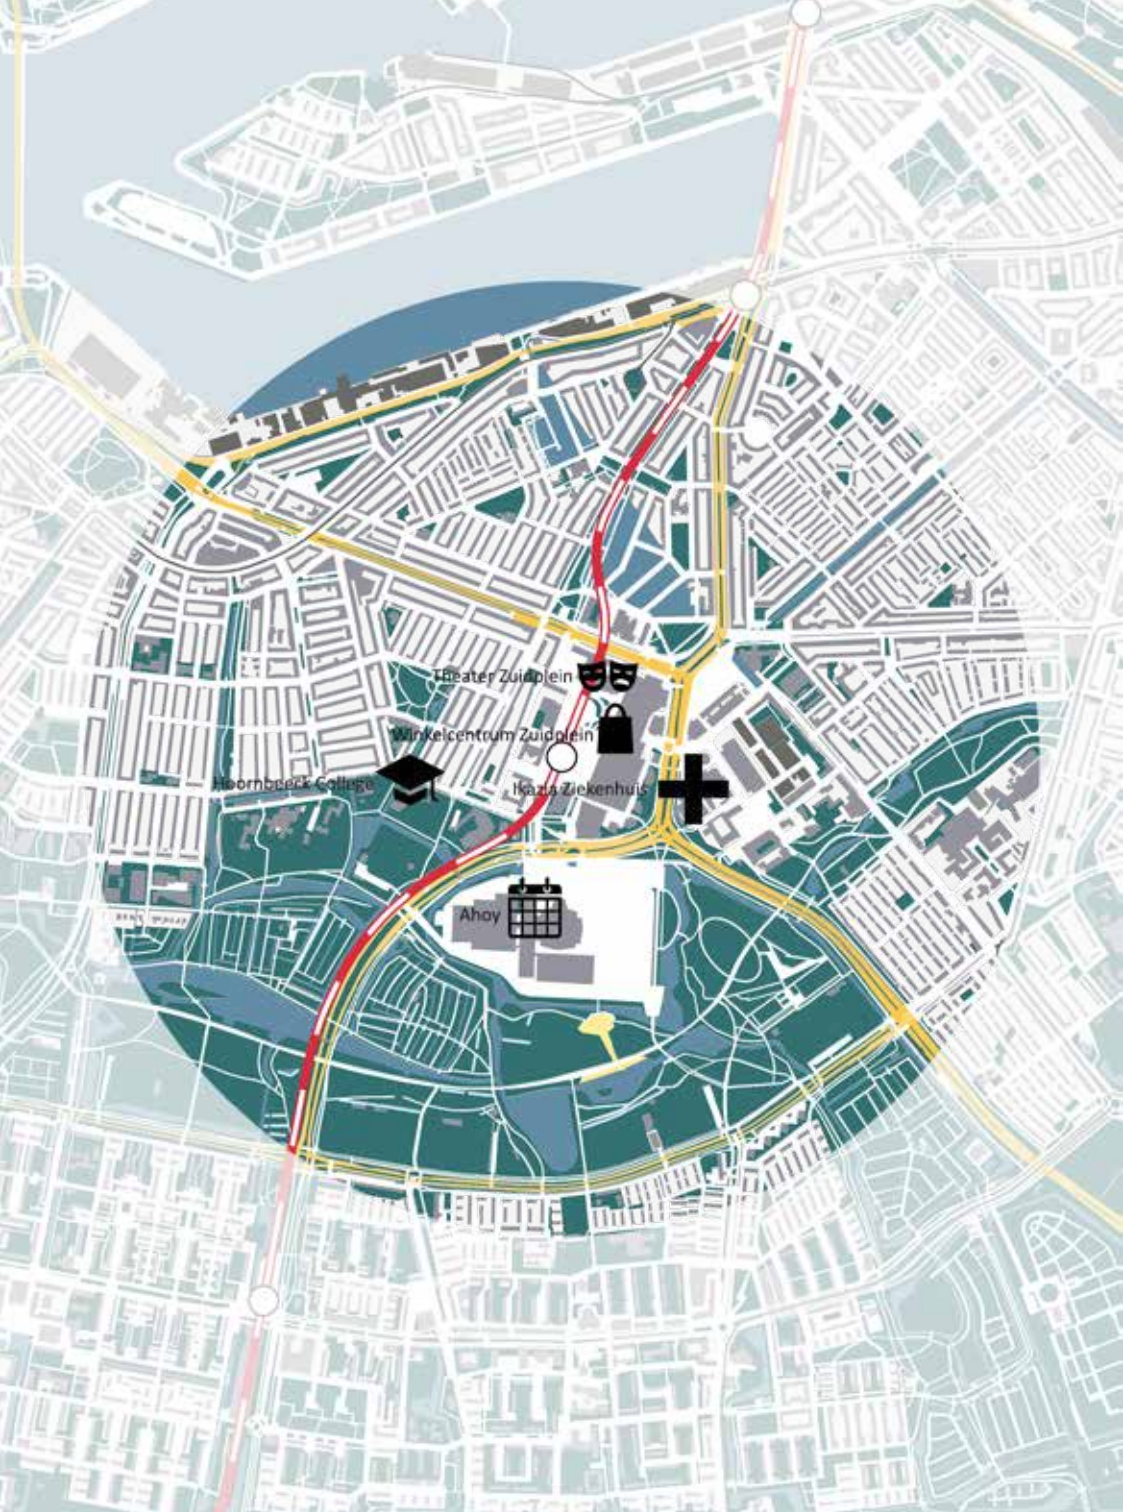 Theater Zuidplein
Winkelcentrum Zuidplein
Hoornbeeck College
Ikazia Ziekenhuis
Ahoy